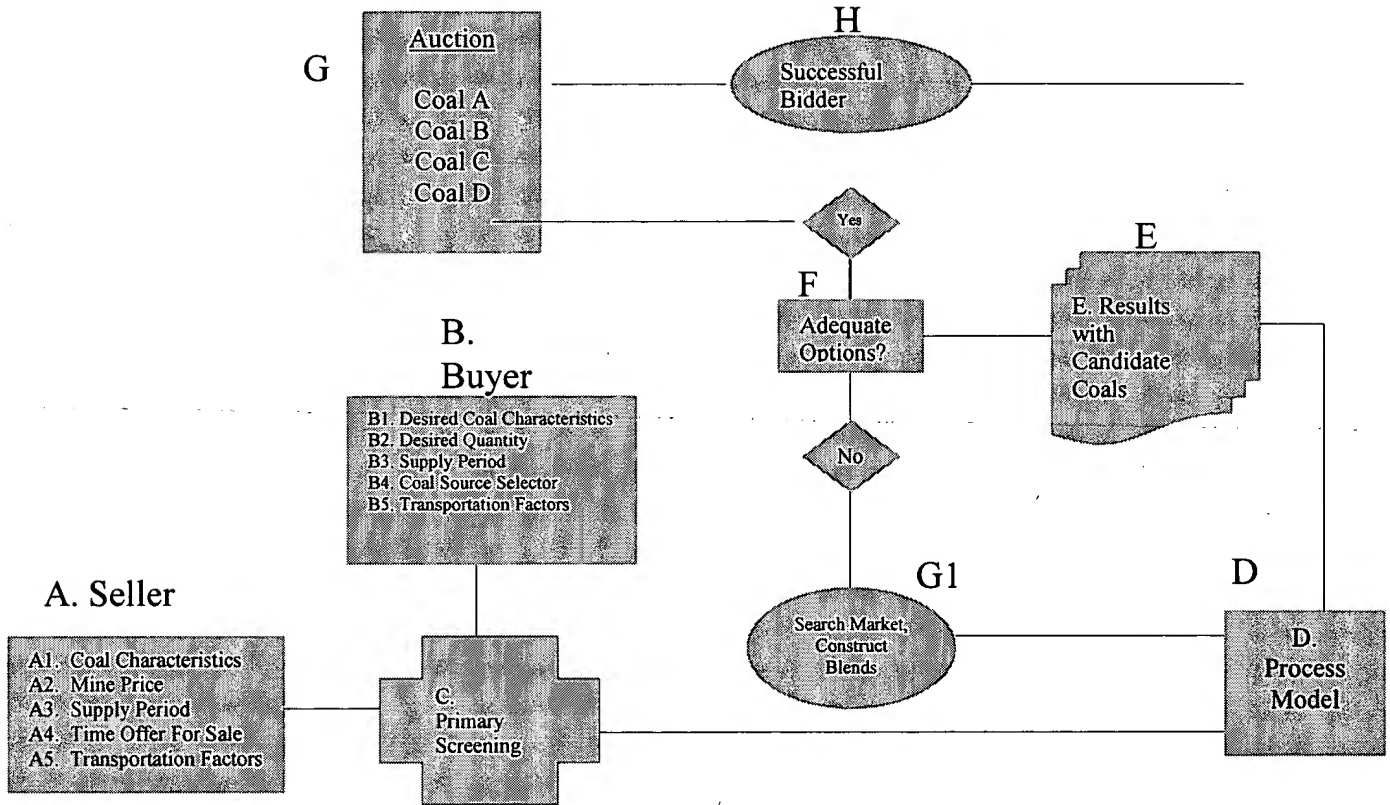 G
Auction
Coal A
Coal B
Coal C
Coal D
H
Successful
Bidder
Yes
F
Adequate
Options?
E
E. Results
with
Candidate
Coals
B.
Buyer
B1. Desired Coal Characteristics
B2. Desired Quantity
B3. Supply Period
B4. Coal Source Selector
B5. Transportation Factors
No
A. Seller
A1. Coal Characteristics
A2. Mine Price
A3. Supply Period
A4. Time Offer For Sale
A5. Transportation Factors
C.
Primary
Screening
G1
Search Market,
Construct
Blends
D
D.
Process
Model